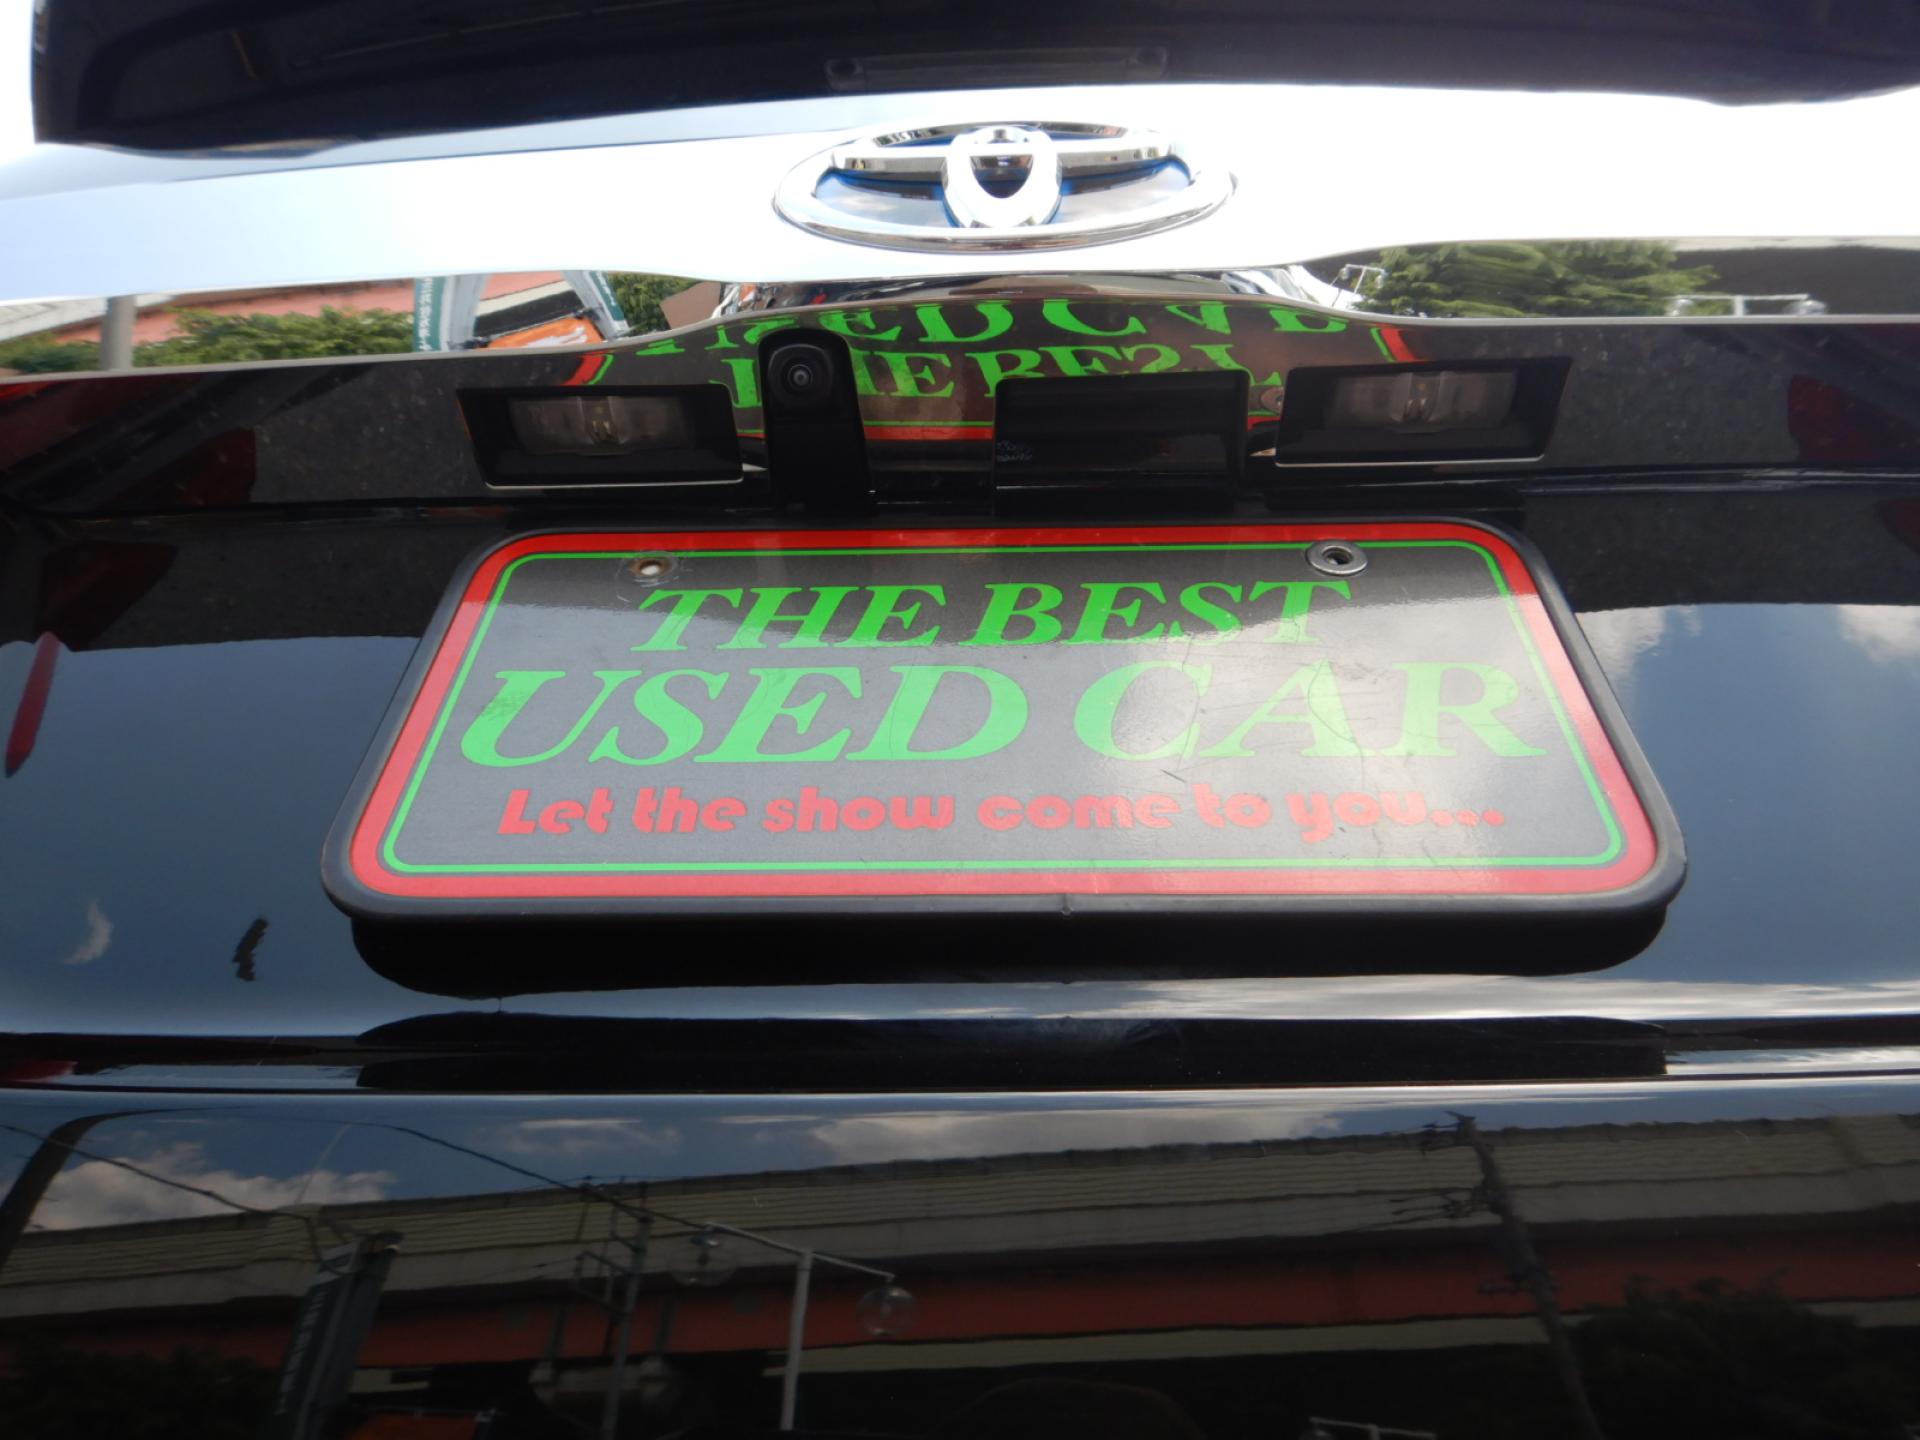 THE BEST
USED CAR
Let the show come to you...